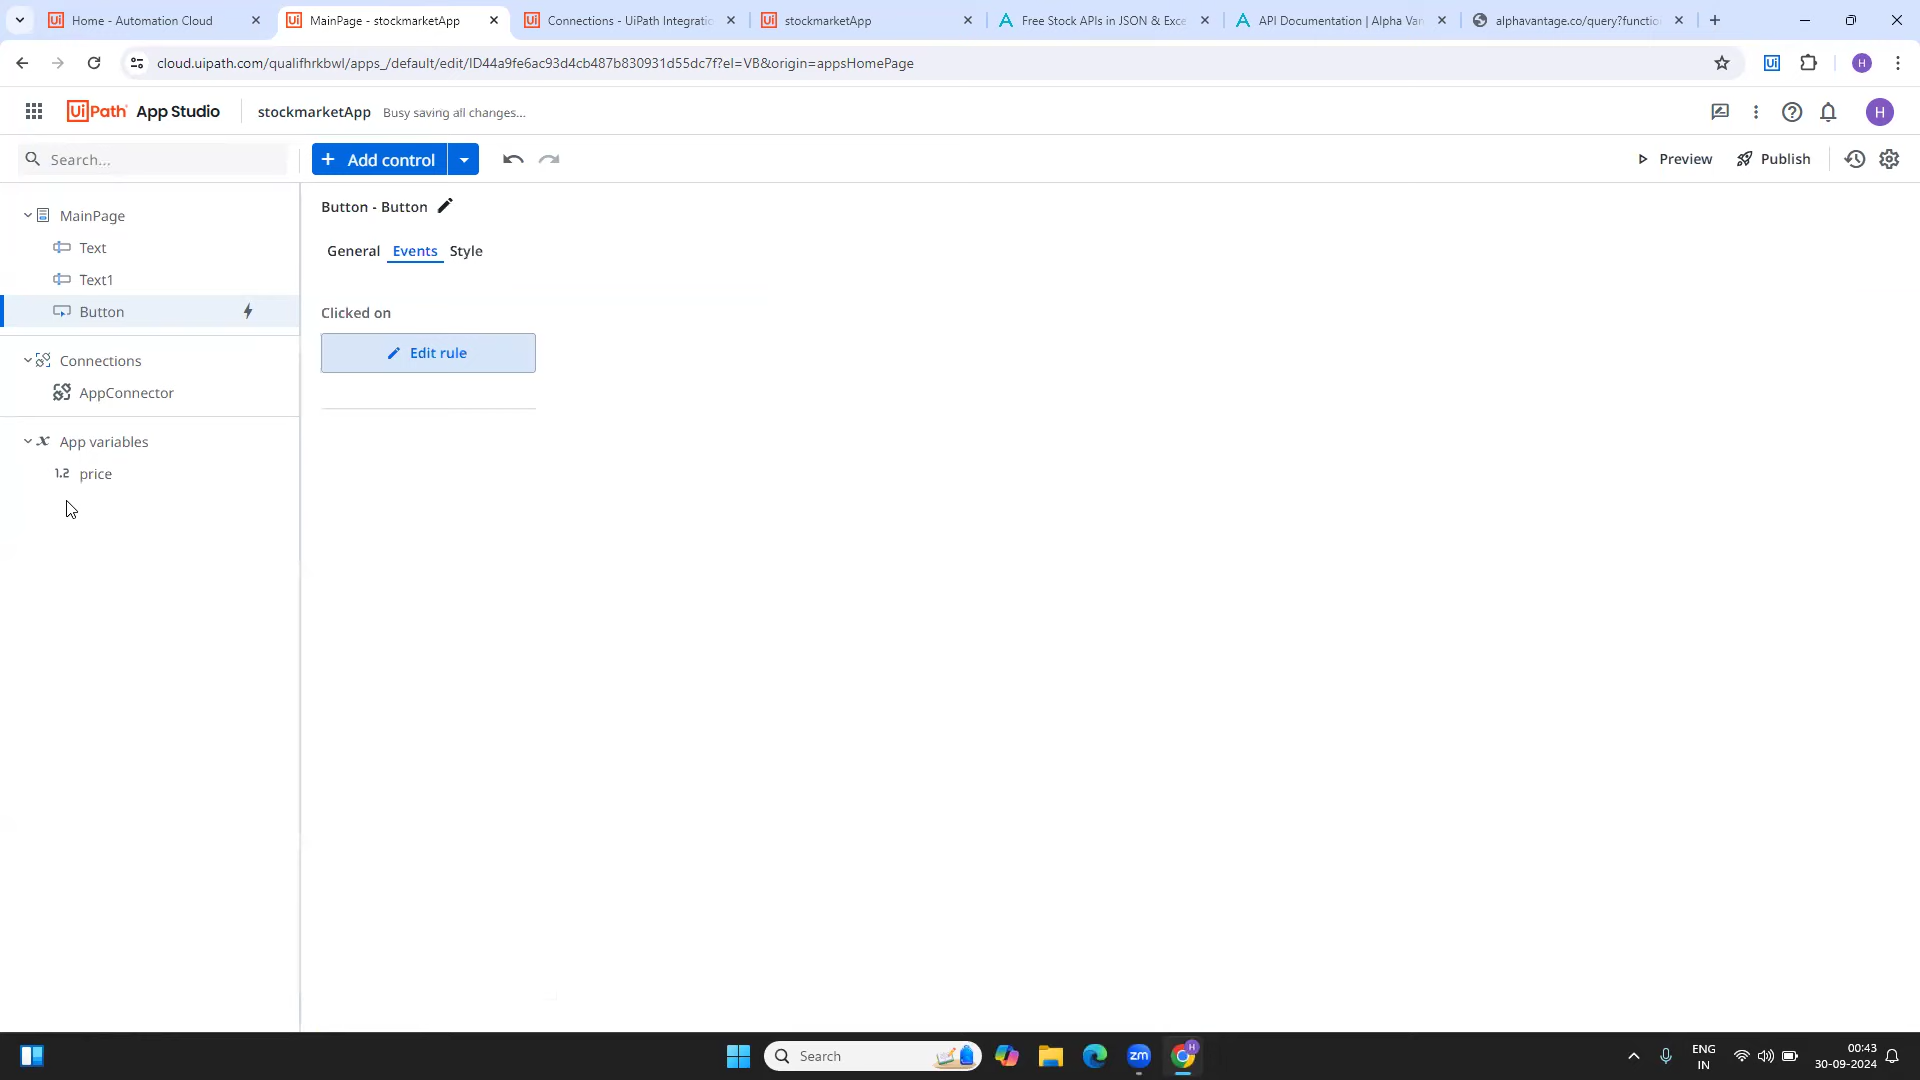 Home - Automation Cloud
MainPage - stockmarketApp
Connections - UiPath Integratio
stockmarketApp
Free Stock APIs in JSON & Exce
API Documentation | Alpha Van
alphavantage.co/query?functio
cloud.uipath.com/qualifhrkbwl/apps_/default/edit/ID44a9fe6ac93d4cb487b830931d55dc7f?el=VB&origin=appsHomePage
H
UiPath App Studio
stockmarketApp
Busy saving all changes...
H
Search...
+ Add control
Preview
Publish
MainPage
Text
Text1
Button
Connections
AppConnector
App variables
1.2 price
Button - Button
General
Events
Style
Clicked on
Edit rule
Search
zm
H
ENG
IN
00:43
30-09-2024